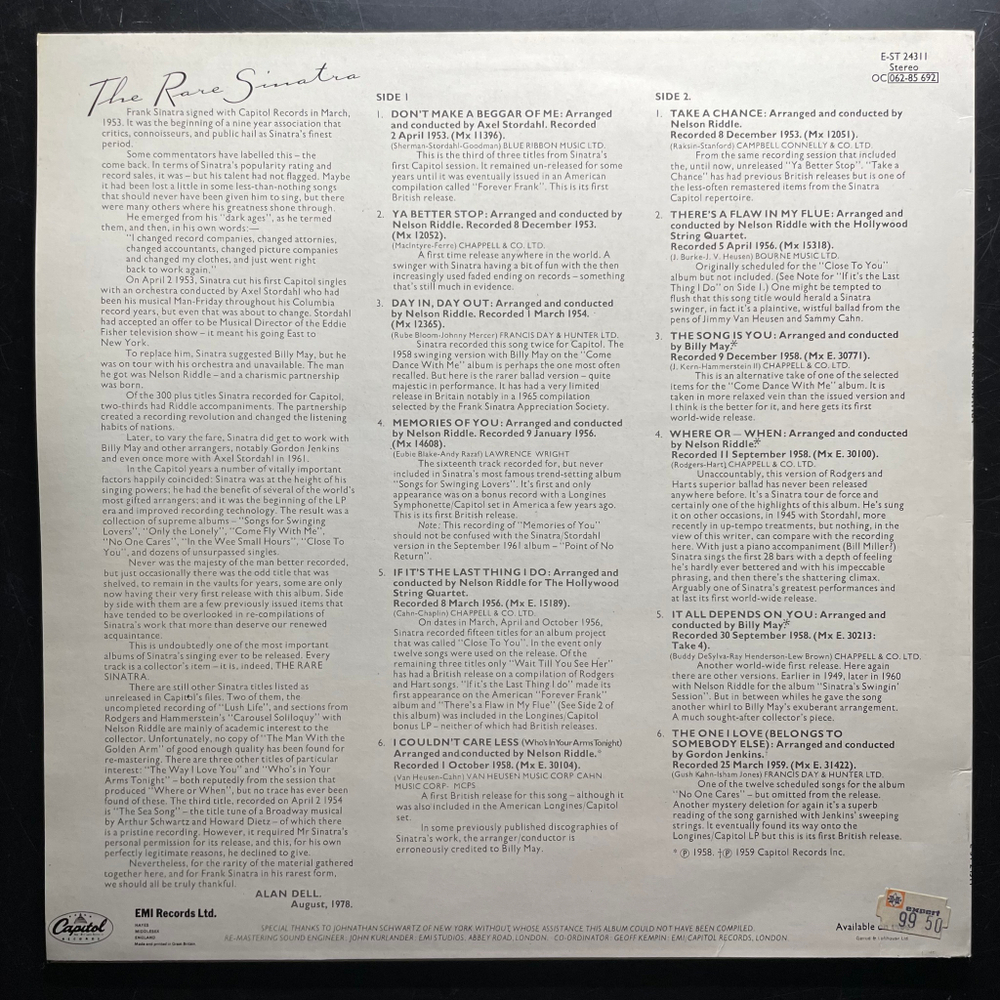 The Rare Sinatra
Frank Sinatra signed with Capitol Records in March,
1953. It was the beginning of a nine year association that
critics, connoisseurs, and public hail as Sinatra's finest
period.
Some commentators have labelled this – the
come back. In terms of Sinatra's popularity rating and
record sales, it was – but his talent had not flagged. Maybe
it had been lost a little in some less-than-nothing songs
that should never have been given him to sing, but there
were many others where his greatness shone through.
He emerged from his "dark ages", as he termed
them, and then, in his own words:—
"I changed record companies, changed attornies,
changed accountants, changed picture companies
and changed my clothes, and just went right
back to work again."
On April 2 1953, Sinatra cut his first Capitol singles
with an orchestra conducted by Axel Stordahl who had
been his musical Man-Friday throughout his Columbia
record years, but even that was about to change. Stordahl
had accepted an offer to be Musical Director of the Eddie
Fisher television show – it meant his going East to
New York.
To replace him, Sinatra suggested Billy May, but he
was on tour with his orchestra and unavailable. The man
he got was Nelson Riddle – and a charismic partnership
was born.
Of the 300 plus titles Sinatra recorded for Capitol,
two-thirds had Riddle accompaniments. The partnership
created a recording revolution and changed the listening
habits of nations.
Later, to vary the fare, Sinatra did get to work with
Billy May and other arrangers, notably Gordon Jenkins
and even once more with Axel Stordahl in 1961.
In the Capitol years a number of vitally important
factors happily coincided: Sinatra was at the height of his
singing powers; he had the benefit of several of the world's
most gifted arrangers; and it was the beginning of the LP
era and improved recording technology. The result was a
collection of supreme albums – "Songs for Swinging
Lovers", "Only the Lonely", "Come Fly With Me",
"No One Cares", "In the Wee Small Hours", "Close To
You", and dozens of unsurpassed singles.
Never was the majesty of the man better recorded,
but just occasionally there was the odd title that was
shelved, to remain in the vaults for years, some are only
now having their very first release with this album. Side
by side with them are a few previously issued items that
have tended to be overlooked in re-compilations of
Sinatra's work that more than deserve our renewed
acquaintance.
This is undoubtedly one of the most important
albums of Sinatra's singing ever to be released. Every
track is a collector's item – it is, indeed, THE RARE
SINATRA.
There are still other Sinatra titles listed as
unreleased in Capitol's files. Two of them, the
uncompleted recording of "Lush Life", and sections from
Rodgers and Hammerstein's "Carousel Soliloquy" with
Nelson Riddle are mainly of academic interest to the
collector. Unfortunately, no copy of "The Man With the
Golden Arm" of good enough quality has been found for
re-mastering. There are three other titles of particular
interest: "The Way I Love You" and "Who's in Your
Arms Tonight" – both reputedly from the session that
produced "Where or When", but no trace has ever been
found of these. The third title, recorded on April 2 1954
is "The Sea Song" – the title tune of a Broadway musical
by Arthur Schwartz and Howard Dietz – of which there
is a pristine recording. However, it required Mr Sinatra's
personal permission for its release, and this, for his own
perfectly legitimate reasons, he declined to give.
Nevertheless, for the rarity of the material gathered
together here, and for Frank Sinatra in his rarest form,
we should all be truly thankful.
ALAN DELL.
August, 1978.
SIDE 1
1. DON'T MAKE A BEGGAR OF ME: Arranged
and conducted by Axel Stordahl. Recorded
2 April 1953. (Mx 11396).
(Sherman-Stordahl-Goodman) BLUE RIBBON MUSIC LTD.
This is the third of three titles from Sinatra's
first Capitol session. It remained un-released for some
years until it was eventually issued in an American
compilation called "Forever Frank". This is its first
British release.
2. YA BETTER STOP: Arranged and conducted by
Nelson Riddle. Recorded 8 December 1953.
(Mx 12052).
(MacIntyre-Ferre) CHAPPELL & CO. LTD.
A first time release anywhere in the world. A
swinger with Sinatra having a bit of fun with the then
increasingly used faded ending on records – something
that's still much in evidence.
3. DAY IN, DAY OUT: Arranged and conducted
by Nelson Riddle. Recorded 1 March 1954.
(Mx 12365).
(Rube Bloom-Johnny Mercer) FRANCIS DAY & HUNTER LTD.
Sinatra recorded this song twice for Capitol. The
1958 swinging version with Billy May on the "Come
Dance With Me" album is perhaps the one most often
recalled. But here is the rarer ballad version – quite
majestic in performance. It has had a very limited
release in Britain notably in a 1965 compilation
selected by the Frank Sinatra Appreciation Society.
4. MEMORIES OF YOU: Arranged and conducted
by Nelson Riddle. Recorded 9 January 1956.
(Mx 14608).
(Eubie Blake-Andy Razaf) LAWRENCE WRIGHT
The sixteenth track recorded for, but never
included in Sinatra's most famous trend-setting album
"Songs for Swinging Lovers". It's first and only
appearance was on a bonus record with a Longines
Symphonette/Capitol set in America a few years ago.
This is its first British release.
Note: This recording of "Memories of You"
should not be confused with the Sinatra/Stordahl
version in the September 1961 album – "Point of No
Return".
5. IF IT'S THE LAST THING I DO: Arranged and
conducted by Nelson Riddle for The Hollywood
String Quartet.
Recorded 8 March 1956. (Mx E. 15189).
(Cahn-Chaplin) CHAPPELL & CO. LTD.
On dates in March, April and October 1956,
Sinatra recorded fifteen titles for an album project
that was called "Close To You". In the event only
twelve songs were used on the release. Of the
remaining three titles only "Wait Till You See Her"
has had a British release on a compilation of Rodgers
and Hart songs. "If it's the Last Thing I do" made its
first appearance on the American "Forever Frank"
album and "There's a Flaw in My Flue" (See Side 2 of
this album) was included in the Longines/Capitol
bonus LP – neither of which had British releases.
6. I COULDN'T CARE LESS (Who's In Your Arms Tonight)
Arranged and conducted by Nelson Riddle.*
Recorded 1 October 1958. (Mx E. 30104).
(Van Heusen-Cahn) VAN HEUSEN MUSIC CORP CAHN
MUSIC CORP. MCPS.
A first British release for this song – although it
was also included in the American Longines/Capitol
set.
In some previously published discographies of
Sinatra's work, the arranger/conductor is
erroneously credited to Billy May.
E-ST 24311
Stereo
OC 062-85 692
SIDE 2.
1. TAKE A CHANCE: Arranged and conducted by
Nelson Riddle.
Recorded 8 December 1953. (Mx 12051).
(Raksin-Stanford) CAMPBELL CONNELLY & CO. LTD.
From the same recording session that included
the, until now, unreleased "Ya Better Stop". "Take a
Chance" has had previous British releases but is one of
the less-often remastered items from the Sinatra
Capitol repertoire.
2. THERE'S A FLAW IN MY FLUE: Arranged and
conducted by Nelson Riddle with the Hollywood
String Quartet.
Recorded 5 April 1956. (Mx 15318).
(J. Burke-J. V. Heusen) BOURNE MUSIC LTD.
Originally scheduled for the "Close To You"
album but not included. (See Note for "If it's the Last
Thing I Do" on Side I.) One might be tempted to
flush that this song title would herald a Sinatra
swinger, in fact it's a plaintive, wistful ballad from the
pens of Jimmy Van Heusen and Sammy Cahn.
3. THE SONG IS YOU: Arranged and conducted
by Billy May.*
Recorded 9 December 1958. (Mx E. 30771).
(J. Kern-Hammerstein II) CHAPPELL & CO. LTD.
This is an alternative take of one of the selected
items for the "Come Dance With Me" album. It is
taken in more relaxed vein than the issued version and
I think is the better for it, and here gets its first
world-wide release.
4. WHERE OR — WHEN: Arranged and conducted
by Nelson Riddle.*
Recorded 11 September 1958. (Mx E. 30100).
(Rodgers-Hart) CHAPPELL & CO. LTD.
Unaccountably, this version of Rodgers and
Harts superior ballad has never been released
anywhere before. It's a Sinatra tour de force and
certainly one of the highlights of this album. He's sung
it on other occasions, in 1945 with Stordahl, more
recently in up-tempo treatments, but nothing, in the
view of this writer, can compare with the recording
here. With just a piano accompaniment (Bill Miller?)
Sinatra sings the first 28 bars with a depth of feeling
he's hardly ever bettered and with his impeccable
phrasing, and then there's the shattering climax.
Arguably one of Sinatra's greatest performances and
at last its first world-wide release.
5. IT ALL DEPENDS ON YOU: Arranged and
conducted by Billy May.*
Recorded 30 September 1958. (Mx E. 30213:
Take 4).
(Buddy DeSylva-Ray Henderson-Lew Brown) CHAPPELL & CO. LTD.
Another world-wide first release. Here again
there are other versions. Earlier in 1949, later in 1960
with Nelson Riddle for the album "Sinatra's Swingin'
Session". But in between whiles he gave the song
another whirl to Billy May's exuberant arrangement.
A much sought-after collector's piece.
6. THE ONE I LOVE (BELONGS TO
SOMEBODY ELSE): Arranged and conducted
by Gordon Jenkins.†
Recorded 25 March 1959. (Mx E. 31422).
(Gush Kahn-Isham Jones) FRANCIS DAY & HUNTER LTD.
One of the twelve scheduled songs for the album
"No One Cares" – but omitted from the release.
Another mystery deletion for again it's a superb
reading of the song garnished with Jenkins' sweeping
strings. It eventually found its way onto the
Longines/Capitol LP but this is its first British release.
* ℗ 1958. †℗ 1959 Capitol Records Inc.
Capitol
RECORDS
EMI Records Ltd.
HAYES
MIDDLESEX
ENGLAND
Made and printed in Great Britain
SPECIAL THANKS TO JOHNATHAN SCHWARTZ OF NEW YORK WITHOUT WHOSE ASSISTANCE THIS ALBUM COULD NOT HAVE BEEN COMPILED.
RE-MASTERING SOUND ENGINEER: JOHN KURLANDER: EMI STUDIOS: ABBEY ROAD, LONDON. CO-ORDINATOR: GEOFF KEMPIN: EMI/CAPITOL RECORDS, LONDON.
Available
expert
99 50
Garrod & Lofthouse Ltd